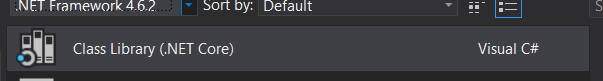 .NET Framework 4.6.2 Sort by: Default
Class Library (.NET Core) Visual C#